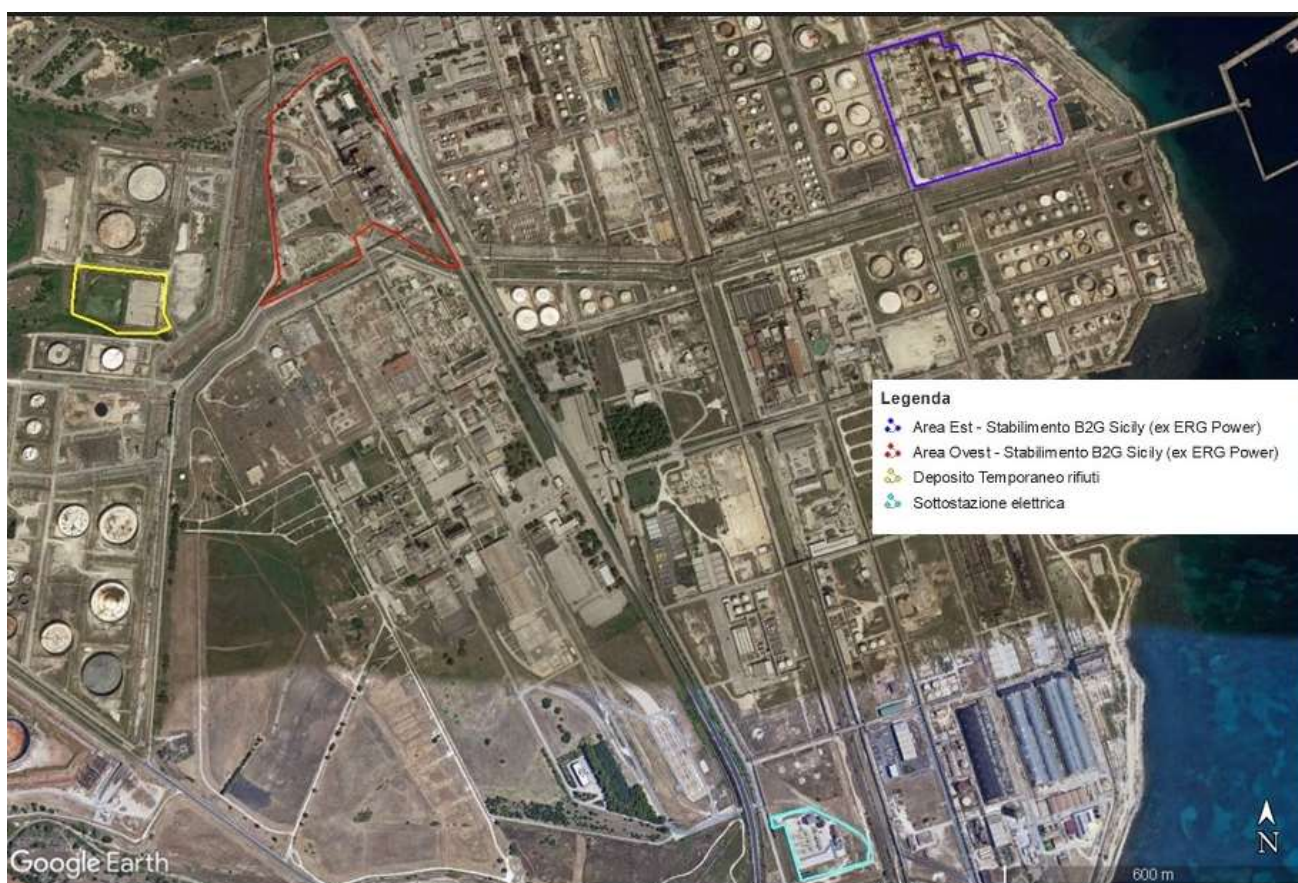 Legenda
Area Est - Stabilimento B2G Sicily (ex ERG Power)
Area Ovest - Stabilimento B2G Sicily (ex ERG Power)
Deposito Temporaneo rifiuti
Sottostazione elettrica
N
Google Earth
600 m